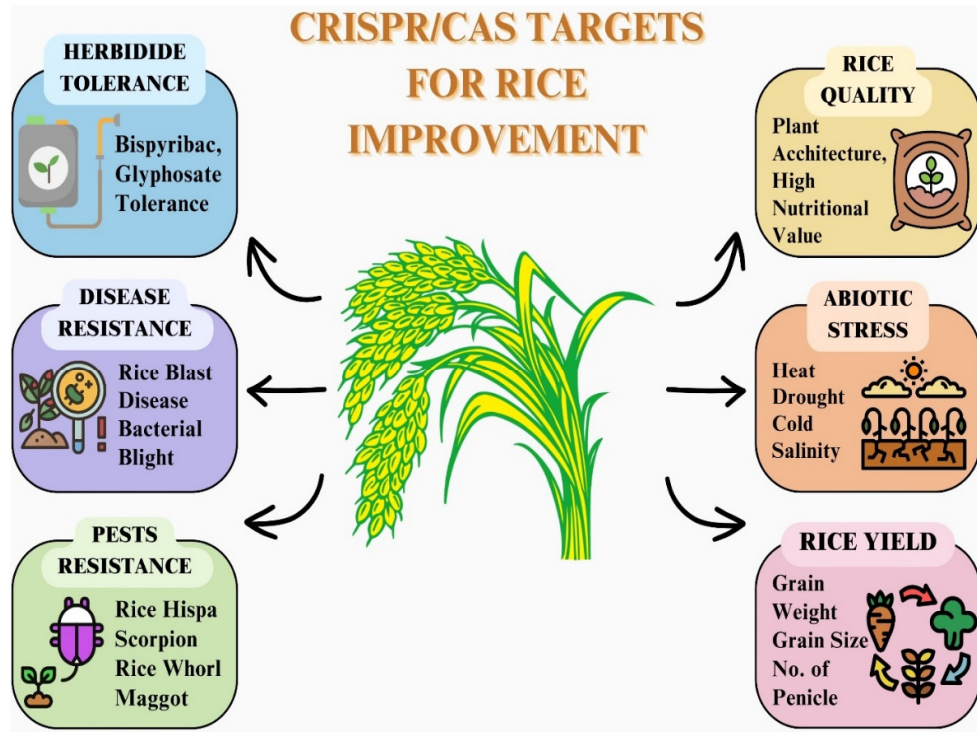 CRISPR/CAS TARGETS
FOR RICE
IMPROVEMENT
HERBIDIDE
TOLERANCE
Bispyribac,
Glyphosate
Tolerance
DISEASE
RESISTANCE
Rice Blast
Disease
Bacterial
Blight
PESTS
RESISTANCE
Rice Hispa
Scorpion
Rice Whorl
Maggot
RICE
QUALITY
Plant
Acchitecture,
High
Nutritional
Value
ABIOTIC
STRESS
Heat
Drought
Cold
Salinity
RICE YIELD
Grain
Weight
Grain Size
No. of
Penicle